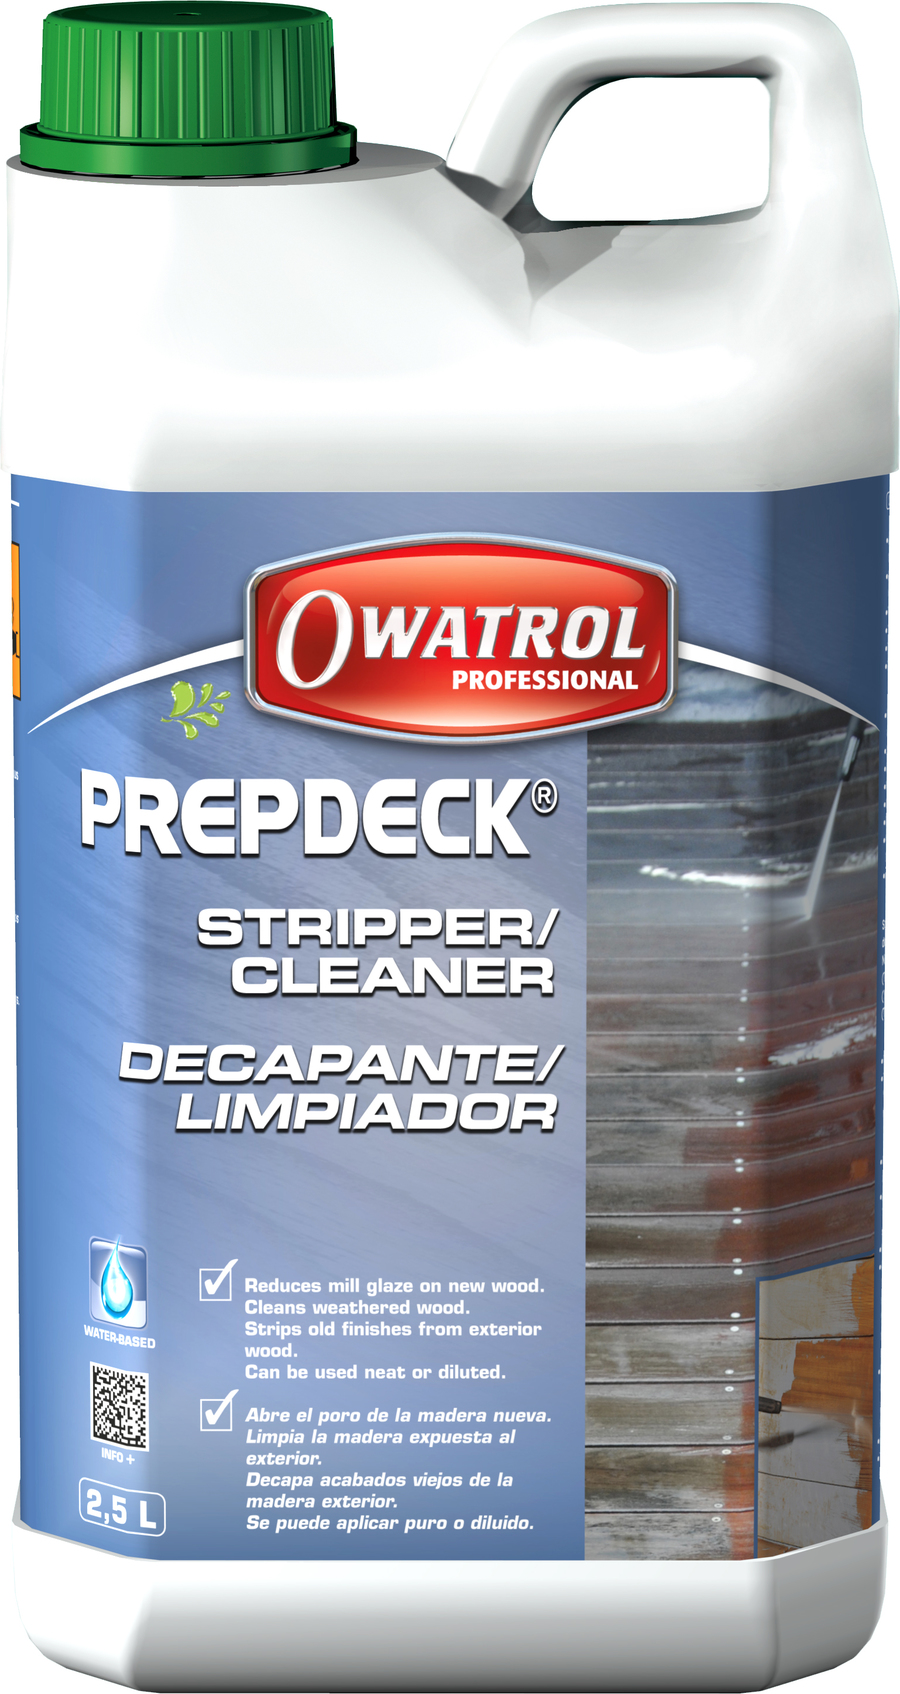 OWATROL
PROFESSIONAL
PREPDECK®
STRIPPER/
CLEANER
DECAPANTE/
LIMPIADOR
WATER-BASED
INFO +
2,5 L
Reduces mill glaze on new wood.
Cleans weathered wood.
Strips old finishes from exterior
wood.
Can be used neat or diluted.
Abre el poro de la madera nueva.
Limpia la madera expuesta al
exterior.
Decapa acabados viejos de la
madera exterior.
Se puede aplicar puro o diluido.